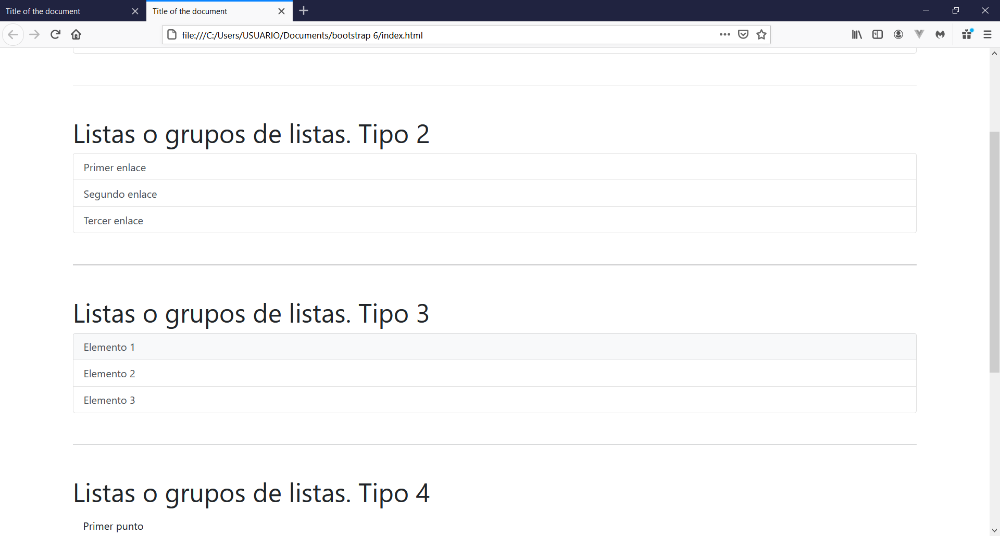 Title of the document
Title of the document
file:///C:/Users/USUARIO/Documents/bootstrap 6/index.html
Listas o grupos de listas. Tipo 2
Primer enlace
Segundo enlace
Tercer enlace
Listas o grupos de listas. Tipo 3
Elemento 1
Elemento 2
Elemento 3
Listas o grupos de listas. Tipo 4
Primer punto